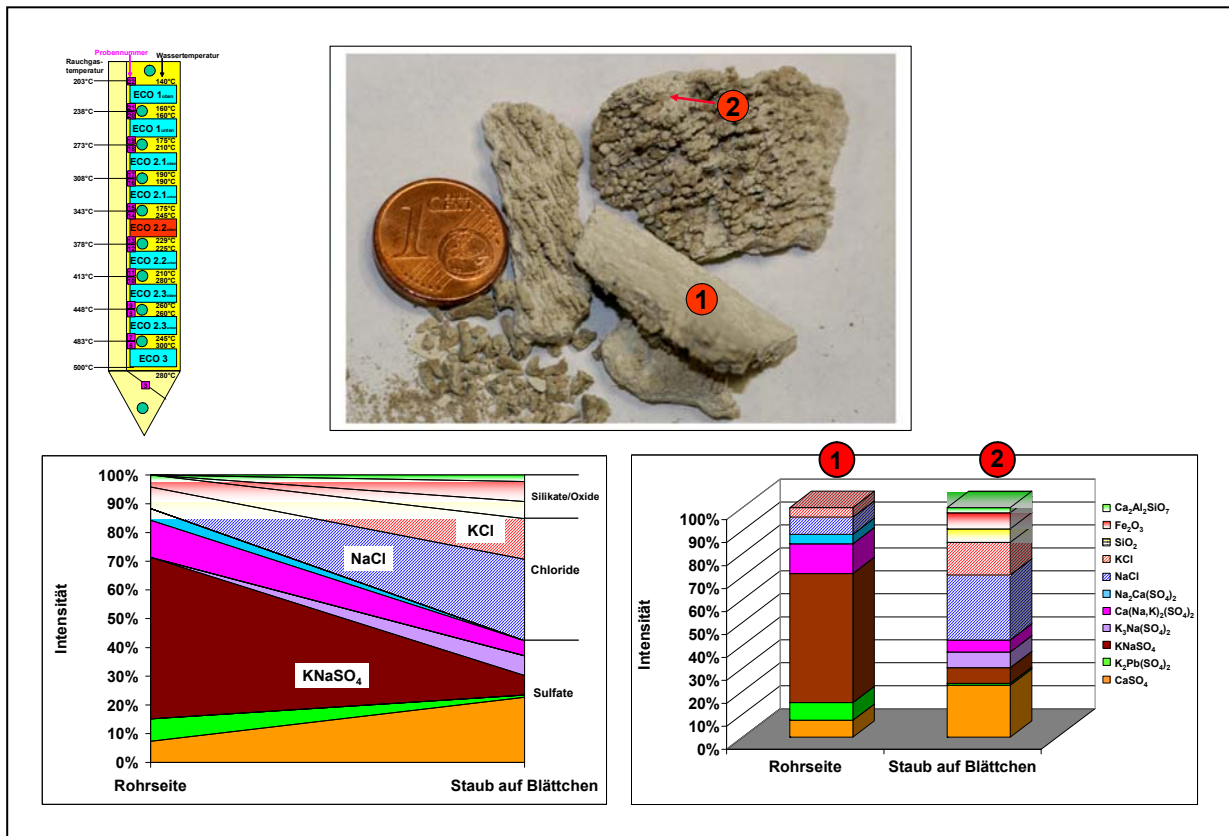 Probennummer
Rauchgas-
temperatur
Wassertemperatur
203°C
140°C
ECO 1 oben
238°C
160°C
160°C
ECO 1 unten
273°C
175°C
210°C
ECO 2.1
308°C
190°C
190°C
ECO 2.1
343°C
175°C
245°C
ECO 2.2
378°C
229°C
225°C
ECO 2.2
413°C
210°C
280°C
ECO 2.3
448°C
260°C
260°C
ECO 2.3
483°C
245°C
300°C
ECO 3
500°C
280°C
3
2
1
1
CENT
Intensität
100%
90%
80%
70%
60%
50%
40%
30%
20%
10%
0%
KCl
NaCl
KNaSO₄
Silikate/Oxide
Chloride
Sulfate
Rohrseite
Staub auf Blättchen
1
2
Intensität
100%
90%
80%
70%
60%
50%
40%
30%
20%
10%
0%
Rohrseite
Staub auf Blättchen
Ca₂Al₂SiO₇
Fe₂O₃
SiO₂
KCl
NaCl
Na₂Ca(SO₄)₂
Ca(Na,K)₂(SO₄)₂
K₃Na(SO₄)₂
KNaSO₄
K₂Pb(SO₄)₂
CaSO₄